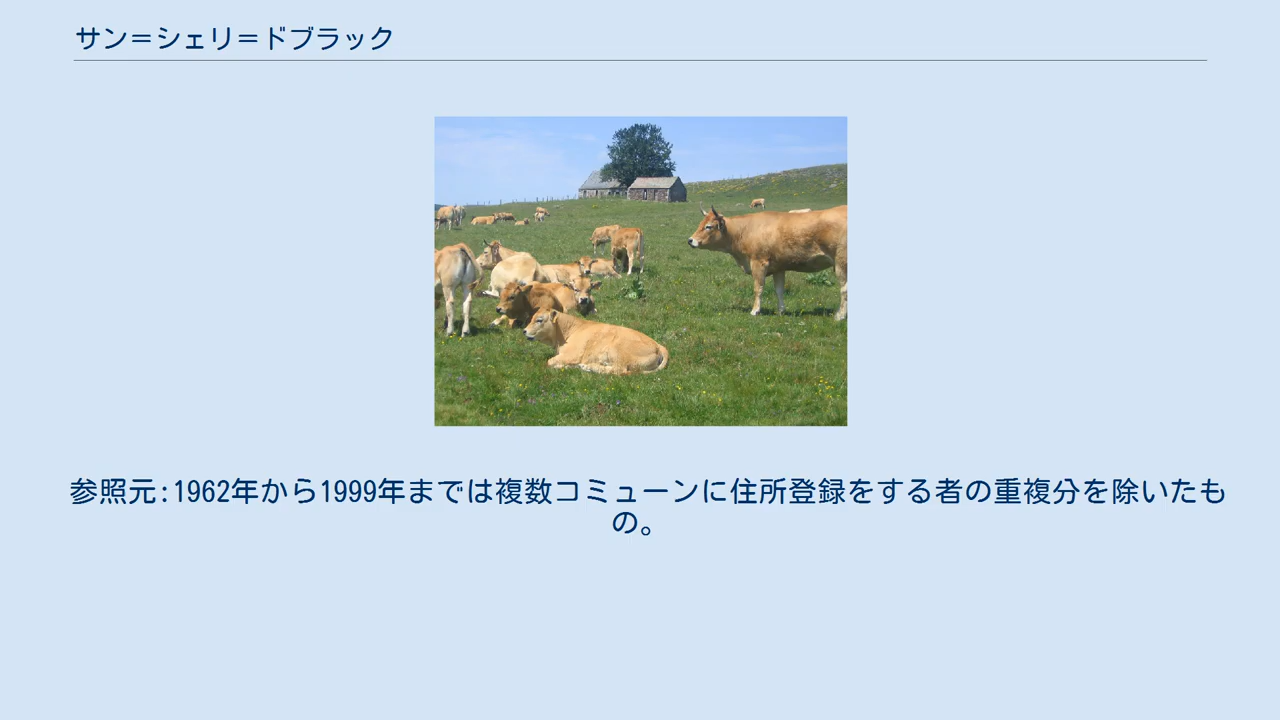 サン＝シェリ＝ドブラック
参照元:1962年から1999年までは複数コミューンに住所登録をする者の重複分を除いたも
の。